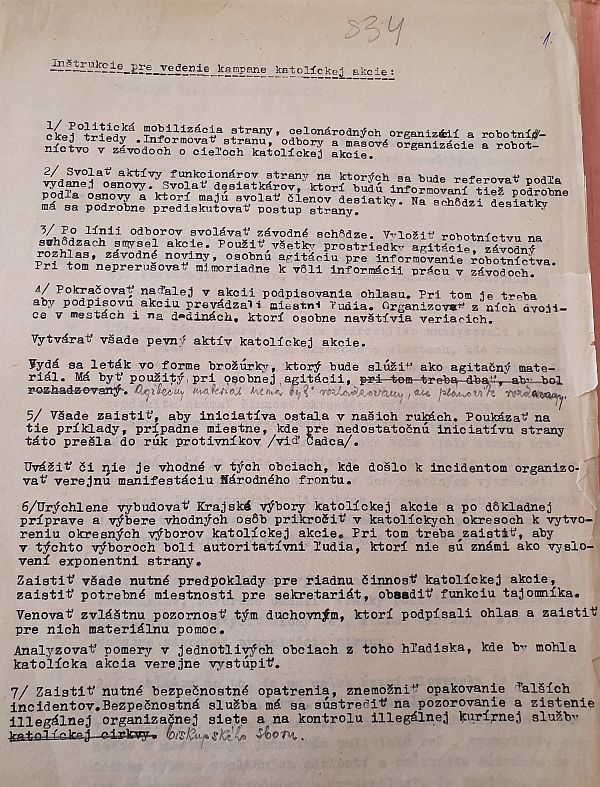 834
1.
Inštrukcie pre vedenie kampane katolíckej akcie:
1/ Politická mobilizácia strany, celonárodných organizácií a robotníc-
ckej triedy .Informovať stranu, odbory a masové organizácie a robot-
níctvo v závodoch o cieľoch katolíckej akcie.
2/ Svolať aktívy funkcionárov strany na ktorých sa bude referovať podľa
vydanej osnovy. Svolať desiatkárov, ktorí budú informovaní tiež podrobne
podľa osnovy a ktorí majú svolať členov desiatky. Na schôdzi desiatky
má sa podrobne prediskutovať postup strany.
3/ Po línii odborov svolávať závodné schôdze. Vyložiť robotníctvu na
schôdzach smysel akcie. Použiť všetky prostriedky agitácie, závodný
rozhlas, závodné noviny, osobnú agitáciu pre informovanie robotníctva.
Pri tom neprerušovať mimoriadne k vôli informácii prácu v závodoch.
4/ Pokračovať naďalej v akcii podpisovania ohlasu. Pri tom je treba
aby podpisovú akciu prevádzali miestni ľudia. Organizovať z nich dvoji-
ce v mestách i na dedinách, ktorí osobne navštívia veriacich.
Vytvárať všade pevný aktív katolíckej akcie.
Vydá sa leták vo forme brožúrky, ktorý bude slúžiť ako agitačný mate-
riál. Má byť použitý pri osobnej agitácii, pri tom treba dbať, aby bol
rozhadzovaný. Agitačný materiál nemá byť rozhadzovaný, ale plánovite rozdávaný.
5/ Všade zaistiť, aby iniciatíva ostala v našich rukách. Poukázať na
tie príklady, prípadne miestne, kde pre nedostatočnú iniciatívu strany
táto prešla do rúk protivníkov /viď Čadca/.
Uvážiť či nie je vhodné v tých obciach, kde došlo k incidentom organizo-
vať verejnú manifestáciu Národného frontu.
6/Urýchlene vybudovať Krajské výbory katolíckej akcie a po dôkladnej
príprave a výbere vhodných osôb prikročiť v katolíckych okresoch k vytvo-
reniu okresných výborov katolíckej akcie. Pri tom treba zaistiť, aby
v týchto výboroch boli autoritatívni ľudia, ktorí nie sú známi ako vyslo-
vení exponenti strany.
Zaistiť všade nutné predpoklady pre riadnu činnosť katolíckej akcie,
zaistiť potrebné miestnosti pre sekretariát, obsadiť funkciu tajomníka.
Venovať zvláštnu pozornosť tým duchovným, ktorí podpísali ohlas a zaistiť
pre nich materiálnu pomoc.
Analyzovať pomery v jednotlivých obciach z toho hľadiska, kde by mohla
katolícka akcia verejne vystúpiť.
7/ Zaistiť nutné bezpečnostné opatrenia, znemožniť opakovanie ďalších
incidentov.Bezpečnostná služba má sa sústrediť na pozorovanie a zistenie
illegálnej organizačnej siete a na kontrolu illegálnej kurírnej služby
katolíckej cirkvy. biskupského sboru.